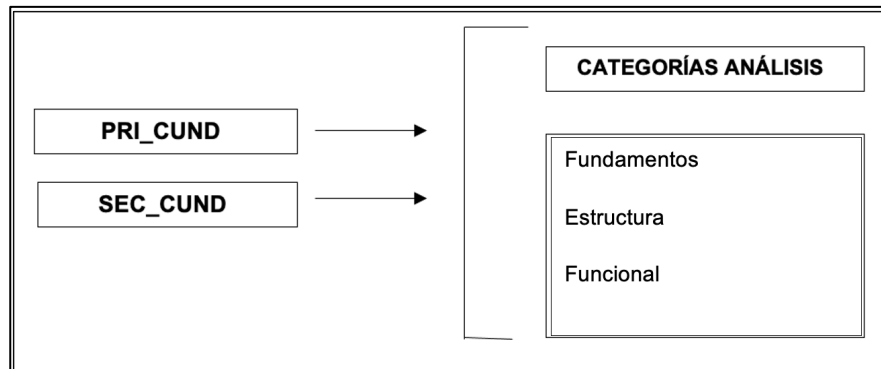 CATEGORÍAS ANÁLISIS
PRI_CUND
SEC_CUND
Fundamentos
Estructura
Funcional